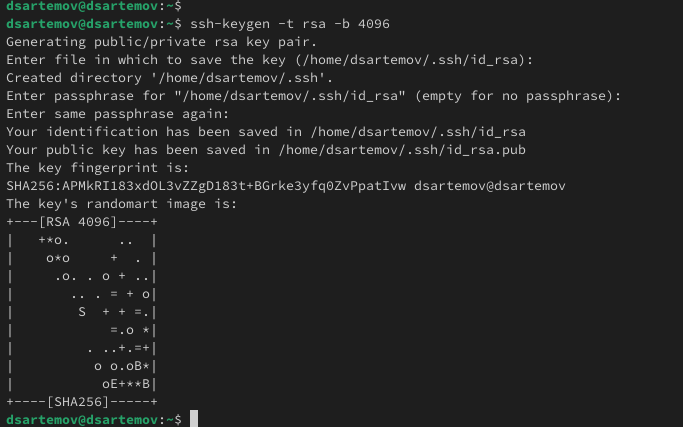 dsartemov@dsartemov:~$
dsartemov@dsartemov:~$ ssh-keygen -t rsa -b 4096
Generating public/private rsa key pair.
Enter file in which to save the key (/home/dsartemov/.ssh/id_rsa):
Created directory '/home/dsartemov/.ssh'.
Enter passphrase for "/home/dsartemov/.ssh/id_rsa" (empty for no passphrase):
Enter same passphrase again:
Your identification has been saved in /home/dsartemov/.ssh/id_rsa
Your public key has been saved in /home/dsartemov/.ssh/id_rsa.pub
The key fingerprint is:
SHA256:APMkRI183xdOL3vZZgD183t+BGrke3yfq0ZvPpatIvw dsartemov@dsartemov
The key's randomart image is:
+---[RSA 4096]----+
|   +*o.      ..  |
|    o*o     +  . |
|     .o. . o + ..|
|       .. . = + o|
|        S  + + =.|
|            =.o *|
|         . ..+.=+|
|          o o.oB*|
|           oE+**B|
+----[SHA256]-----+
dsartemov@dsartemov:~$